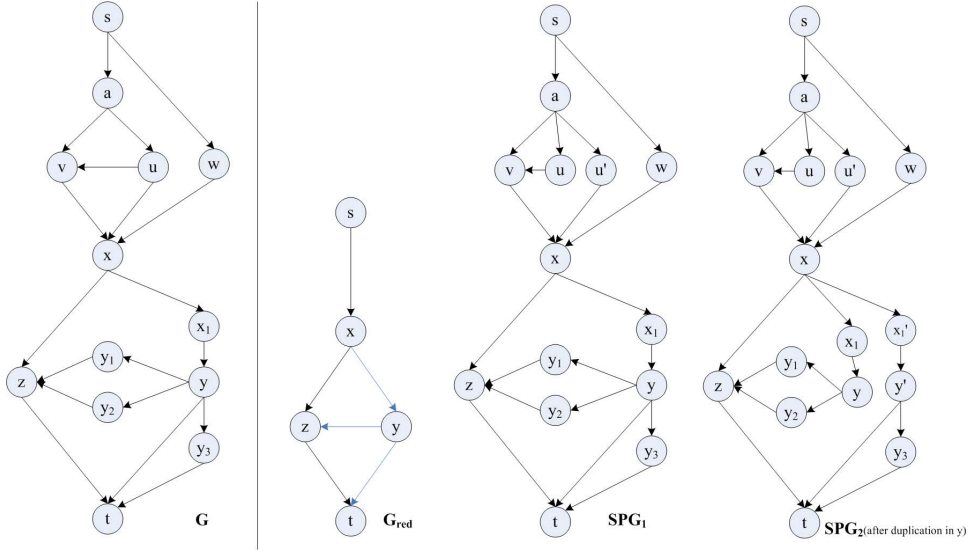 s
a
v
u
w
x
x1
y1
z
y
y2
y3
t
G
s
x
z
y
t
Gred
s
a
v
u
u'
w
x
x1
y1
z
y
y2
y3
t
SPG1
s
a
v
u
u'
w
x
x1
x1'
y1
z
y
y'
y2
y3
t
SPG2(after duplication in y)